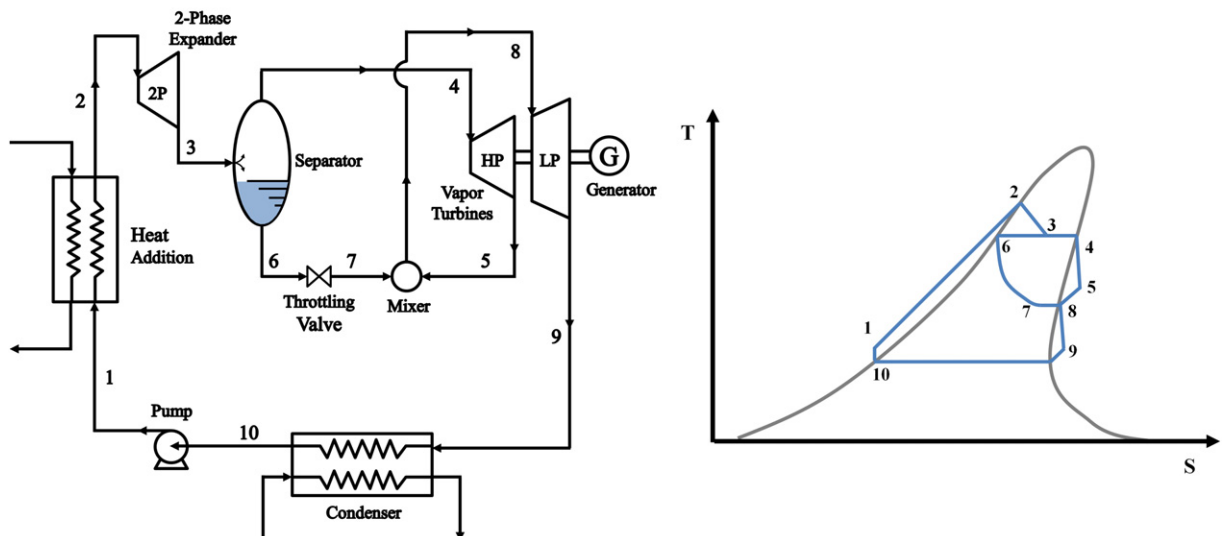 2-Phase
Expander
2P
2
3
Separator
4
8
HP
LP
G
Generator
Vapor
Turbines
Heat
Addition
6
7
5
Throttling
Valve
Mixer
9
1
Pump
10
Condenser
T
2
3
6
4
5
7
8
1
9
10
S